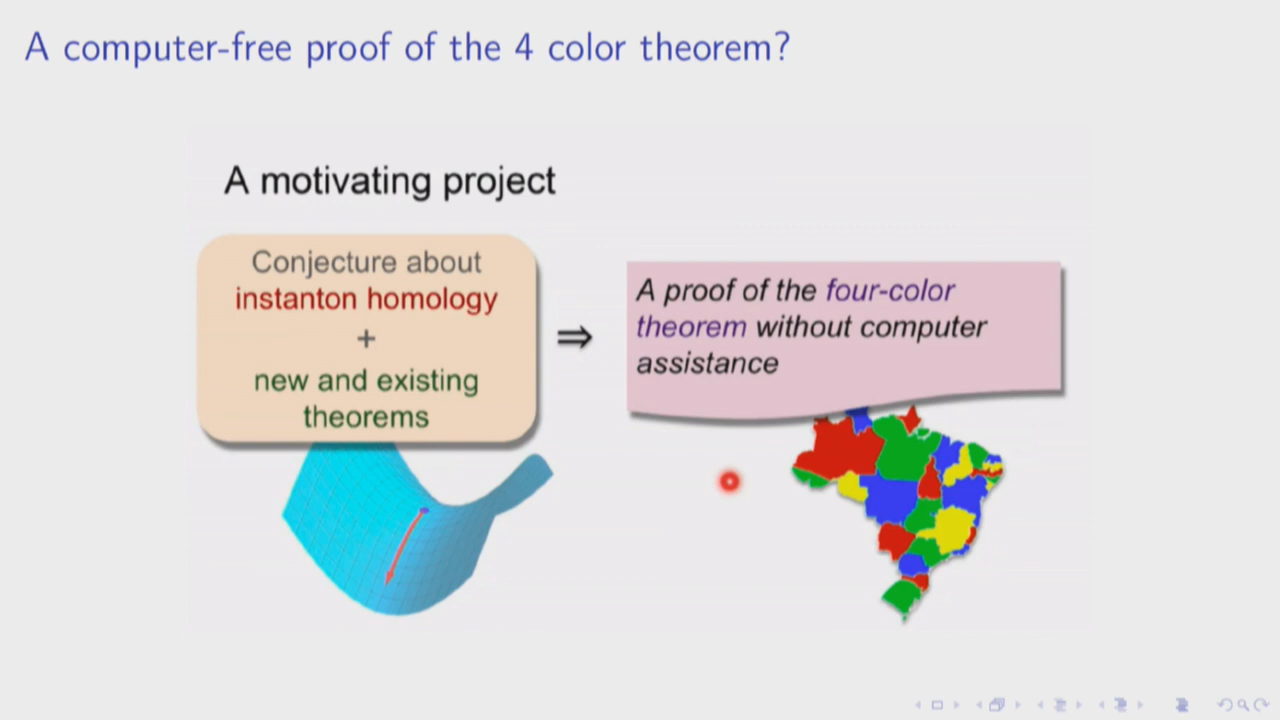 A computer-free proof of the 4 color theorem?
A motivating project
Conjecture about
instanton homology
+
new and existing
theorems
⇒
A proof of the four-color
theorem without computer
assistance